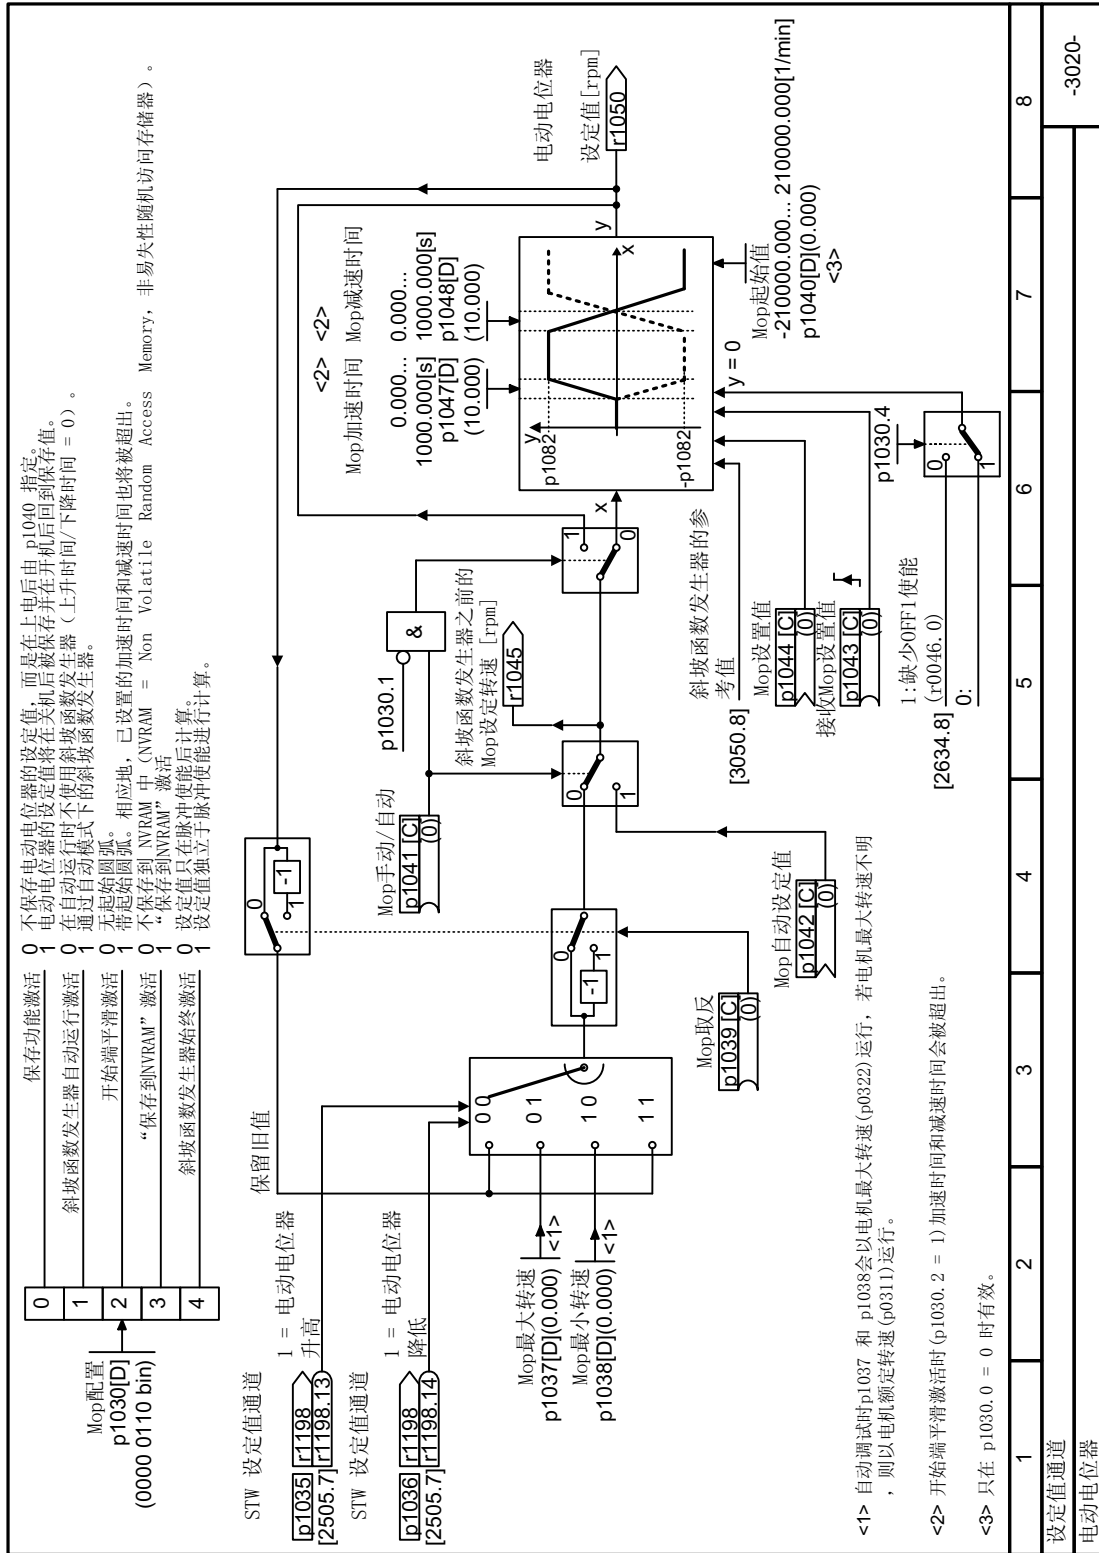 Mop配置
p1030[D]
(0000 0110 bin)
0
1
2
3
4
保存功能激活
0 不保存电动电位器的设定值，而是在上电后由 p1040 指定。
1 电动电位器的设定值将在关机后被保存并在开机后回到保存值。
斜坡函数发生器自动运行激活
0 在自动运行时不使用斜坡函数发生器（上升时间/下降时间 = 0）。
1 通过自动模式下的斜坡函数发生器。
开始端平滑激活
0 无起始圆弧。
1 带起始圆弧。相应地，已设置的加速时间和减速时间也将被超出。
“保存到NVRAM”激活
0 不保存到 NVRAM 中（NVRAM = Non Volatile Random Access Memory，非易失性随机访问存储器）。
1 “保存到NVRAM”激活
斜坡函数发生器始终激活
0 设定值只在脉冲使能后计算。
1 设定值独立于脉冲使能进行计算。
STW 设定值通道
1 = 电动电位器
升高
p1035 r1198
[2505.7] r1198.13
STW 设定值通道
1 = 电动电位器
降低
p1036 r1198
[2505.7] r1198.14
保留旧值
0 0
0 1
1 0
1 1
Mop最大转速
p1037[D](0.000)
<1>
Mop最小转速
p1038[D](0.000)
<1>
0
1
-1
0
1
-1
Mop取反
p1039 [C]
(0)
Mop手动/自动
p1041 [C]
(0)
Mop自动设定值
p1042 [C]
(0)
0
1
p1030.1
&
斜坡函数发生器之前的
Mop设定转速 [rpm]
r1045
1
0
x
<2> <2>
Mop加速时间 Mop减速时间
0.000...
1000.000[s]
p1047[D]
(10.000)
0.000...
1000.000[s]
p1048[D]
(10.000)
y
p1082
-p1082
x
y
y = 0
电动电位器
设定值[rpm]
r1050
Mop起始值
-210000.000... 210000.000[1/min]
p1040[D](0.000)
<3>
斜坡函数发生器的参
考值
[3050.8]
Mop设置值
p1044 [C]
(0)
接收Mop设置值
p1043 [C]
(0)
p1030.4
0
1
1:缺少OFF1使能
(r0046.0)
[2634.8]
0:
<1> 自动调试时p1037 和 p1038会以电机最大转速(p0322)运行，若电机最大转速不明
，则以电机额定转速(p0311)运行。
<2> 开始端平滑激活时(p1030.2 = 1)加速时间和减速时间会被超出。
<3> 只在 p1030.0 = 0 时有效。
1 2 3 4 5 6 7 8
设定值通道
电动电位器
-3020-